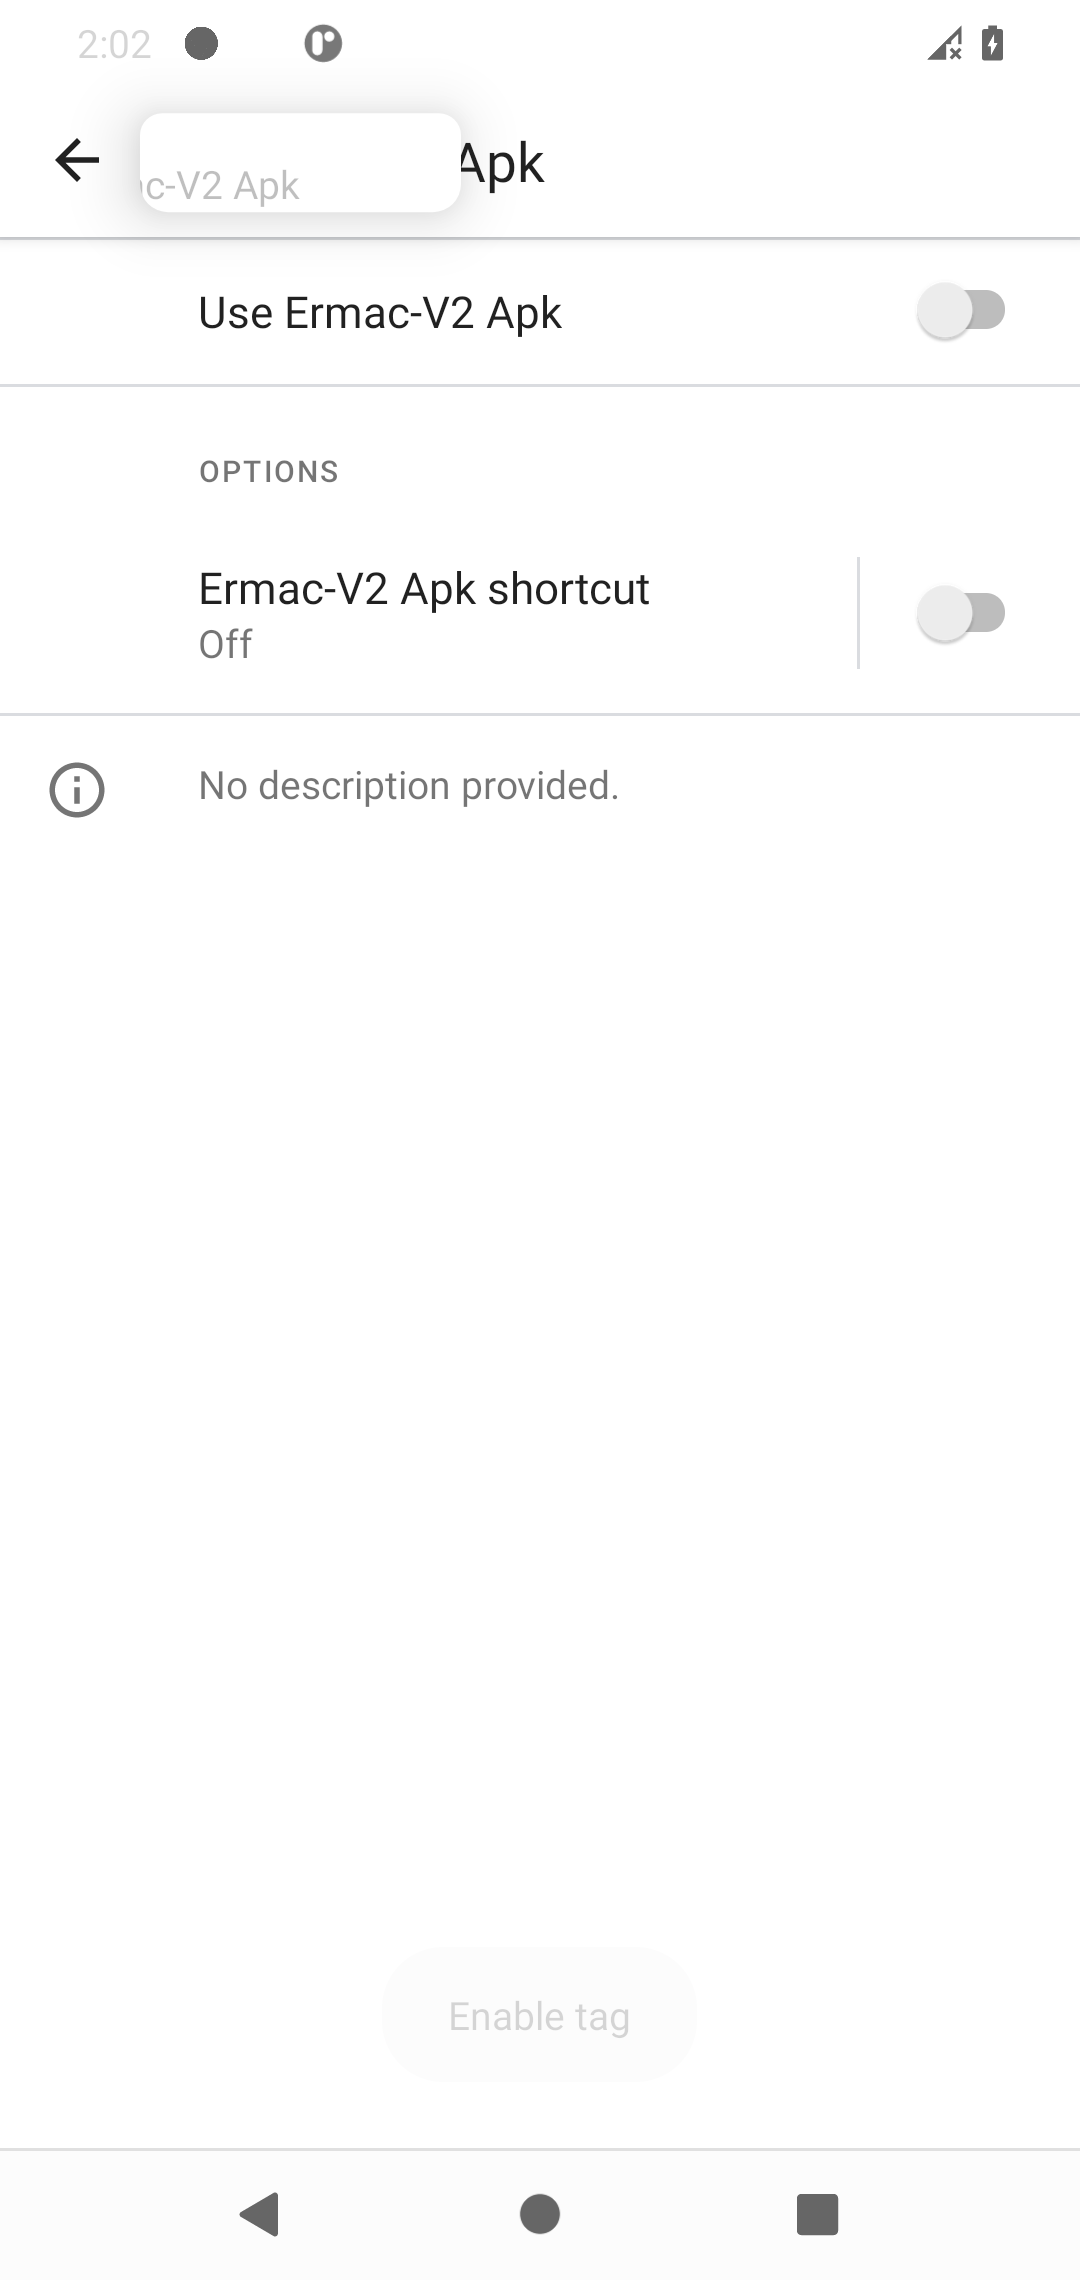 2:02
c-V2 Apk
Apk
Use Ermac-V2 Apk
OPTIONS
Ermac-V2 Apk shortcut
Off
No description provided.
Enable tag